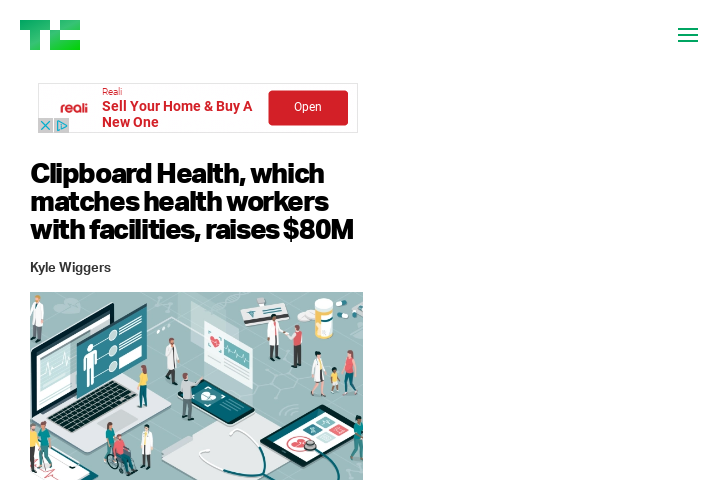 TC
Reali
reali
Sell Your Home & Buy A
New One
Open
Clipboard Health, which
matches health workers
with facilities, raises $80M
Kyle Wiggers